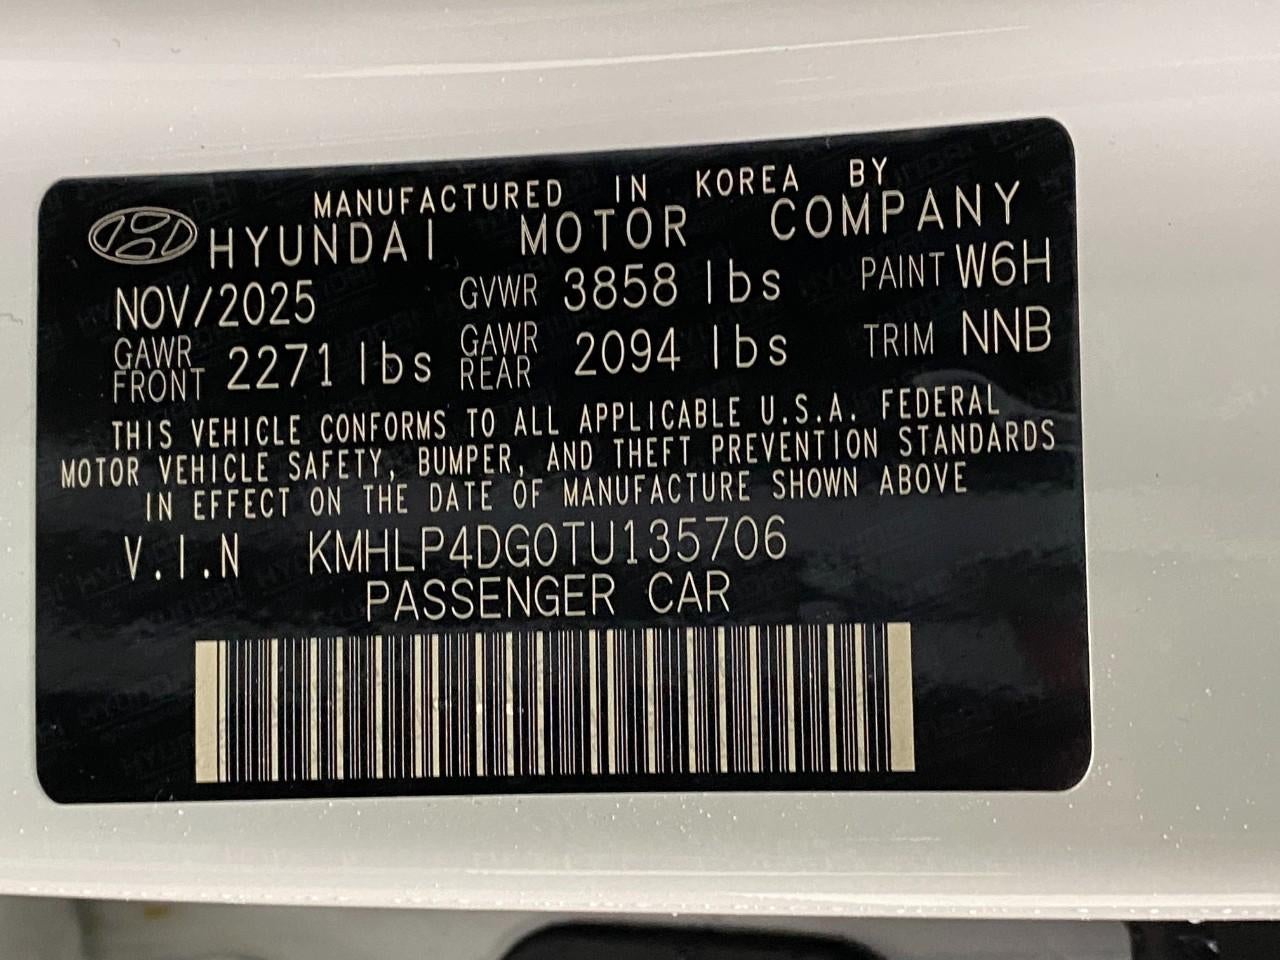 MANUFACTURED IN KOREA BY
HYUNDAI MOTOR COMPANY
NOV/2025 GVWR 3858 lbs PAINT W6H
GAWR FRONT 2271 lbs GAWR REAR 2094 lbs TRIM NNB
THIS VEHICLE CONFORMS TO ALL APPLICABLE U.S.A. FEDERAL
MOTOR VEHICLE SAFETY, BUMPER, AND THEFT PREVENTION STANDARDS
IN EFFECT ON THE DATE OF MANUFACTURE SHOWN ABOVE
V.I.N KMHLP4DG0TU135706
PASSENGER CAR